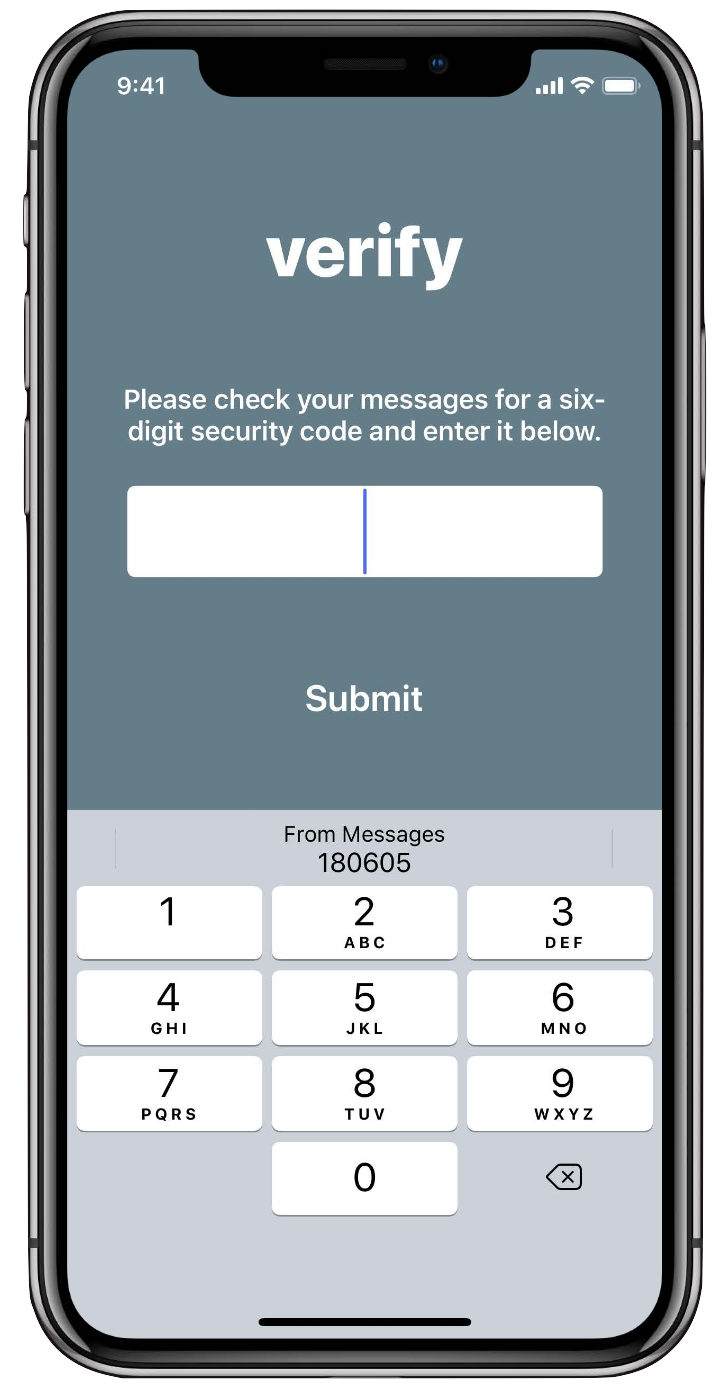 9:41
verify
Please check your messages for a six-
digit security code and enter it below.
Submit
From Messages
180605
1
2
ABC
3
DEF
4
GHI
5
JKL
6
MNO
7
PQRS
8
TUV
9
WXYZ
0